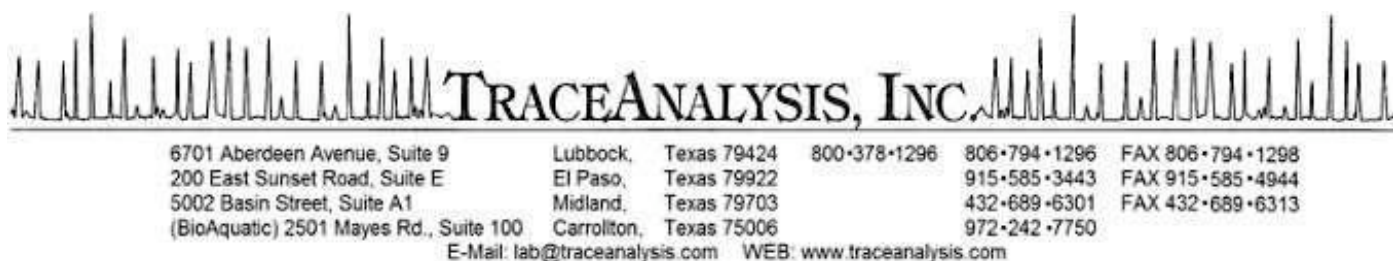 TRACEANALYSIS, INC.
6701 Aberdeen Avenue, Suite 9 Lubbock, Texas 79424 800•378•1296 806•794•1296 FAX 806•794•1298
200 East Sunset Road, Suite E El Paso, Texas 79922 915•585•3443 FAX 915•585•4944
5002 Basin Street, Suite A1 Midland, Texas 79703 432•689•6301 FAX 432•689•6313
(BioAquatic) 2501 Mayes Rd., Suite 100 Carrollton, Texas 75006 972•242•7750
E-Mail: lab@traceanalysis.com WEB: www.traceanalysis.com